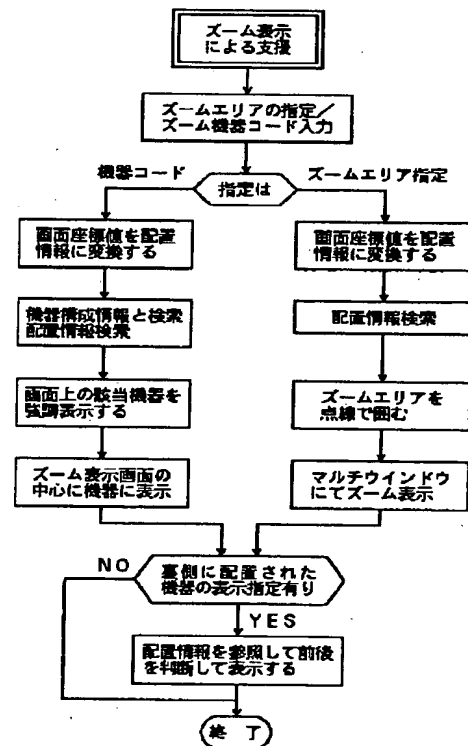 ズーム表示
による支援
ズームエリアの指定/
ズーム機器コード入力
機器コード
ズームエリア指定
指定は
画面座標値を配置
情報に変換する
機器構成情報と検索
配置情報検索
画面上の該当機器を
強調表示する
ズーム表示画面の
中心に機器に表示
画面座標値を配置
情報に変換する
配置情報検索
ズームエリアを
点線で囲む
マルチウインドウ
にてズーム表示
裏側に配置された
機器の表示指定有り
NO
YES
配置情報を参照して前後
を判断して表示する
終了